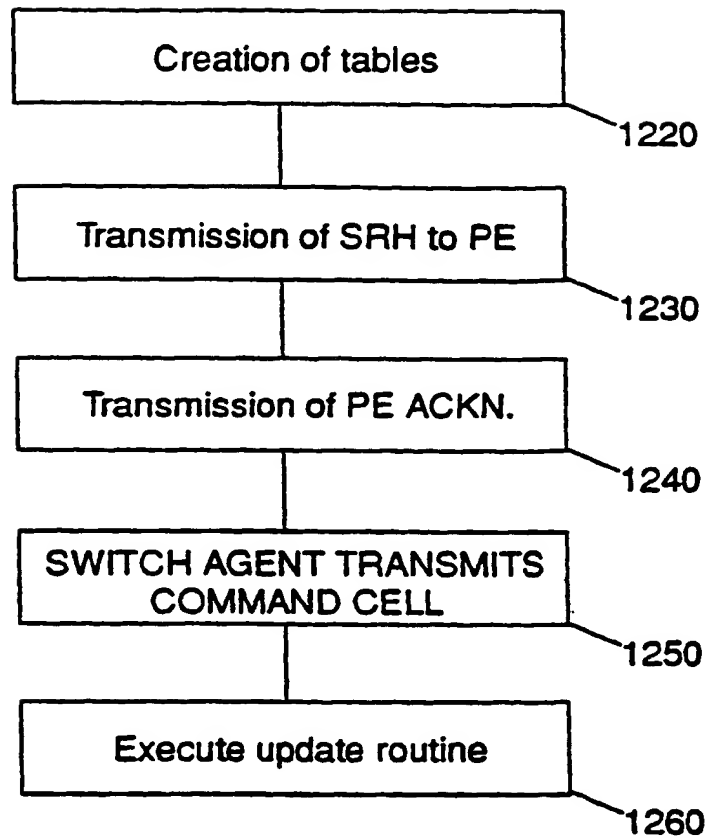 Creation of tables
1220
Transmission of SRH to PE
1230
Transmission of PE ACKN.
1240
SWITCH AGENT TRANSMITS
COMMAND CELL
1250
Execute update routine
1260